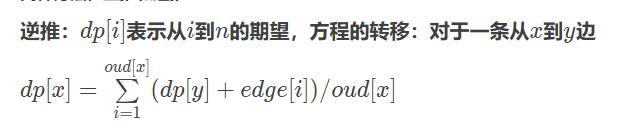 逆推：dp[i]表示从i到n的期望，方程的转移：对于一条从x到y边
dp[x] = \sum_{i=1}^{oud[x]} (dp[y] + edge[i])/oud[x]